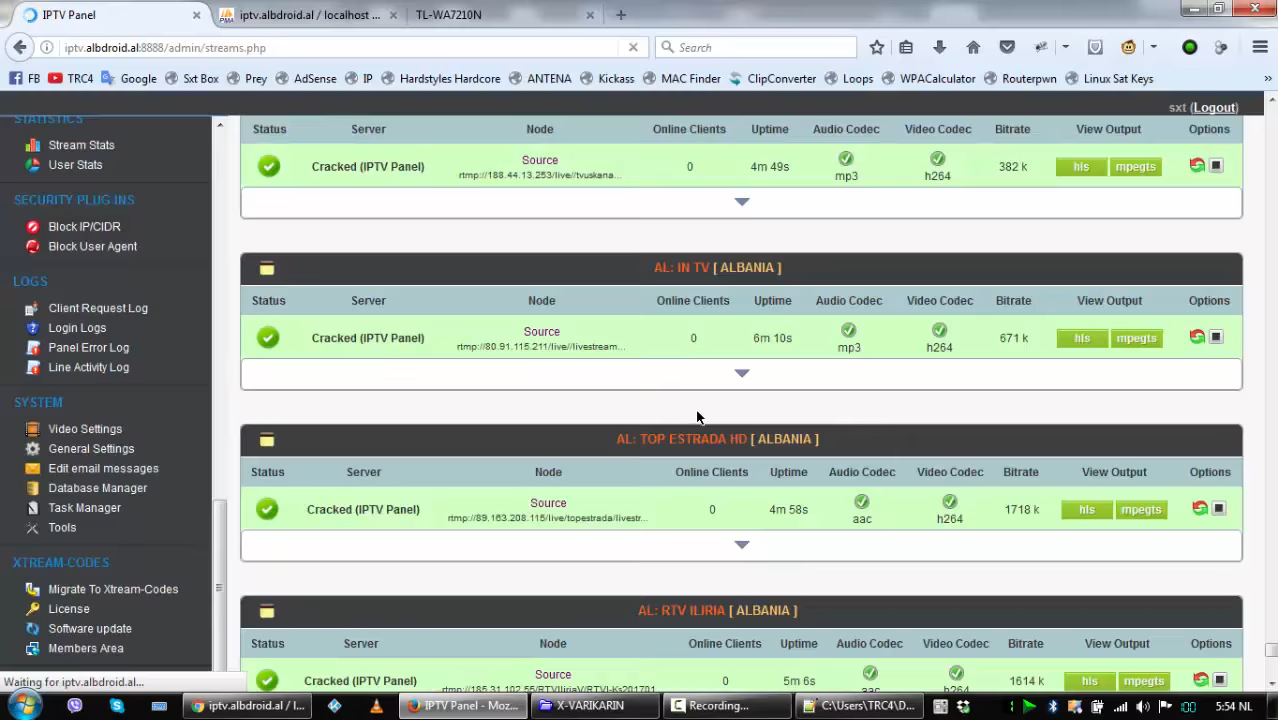 IPTV Panel
iptv.albdroid.al / localhost ...
TL-WA7210N
iptv.albdroid.al:8888/admin/streams.php
Search
FB
TRC4
Google
Sxt Box
Prey
AdSense
IP
Hardstyles Hardcore
ANTENA
Kickass
MAC Finder
ClipConverter
Loops
WPACalculator
Routerpwn
Linux Sat Keys
sxt (Logout)
STATISTICS
Stream Stats
User Stats
SECURITY PLUG INS
Block IP/CIDR
Block User Agent
LOGS
Client Request Log
Login Logs
Panel Error Log
Line Activity Log
SYSTEM
Video Settings
General Settings
Edit email messages
Database Manager
Task Manager
Tools
XTREAM-CODES
Migrate To Xtream-Codes
License
Software update
Members Area
Waiting for iptv.albdroid.al...
Status Server Node Online Clients Uptime Audio Codec Video Codec Bitrate View Output Options
Cracked (IPTV Panel) Source 0 4m 49s mp3 h264 382 k hls mpegts
rtmp://188.44.13.253/live//tvuskana...
AL: IN TV [ ALBANIA ]
Status Server Node Online Clients Uptime Audio Codec Video Codec Bitrate View Output Options
Cracked (IPTV Panel) Source 0 6m 10s mp3 h264 671 k hls mpegts
rtmp://80.91.115.211/live//livestream...
AL: TOP ESTRADA HD [ ALBANIA ]
Status Server Node Online Clients Uptime Audio Codec Video Codec Bitrate View Output Options
Cracked (IPTV Panel) Source 0 4m 58s aac h264 1718 k hls mpegts
rtmp://89.163.208.115/live/topestrada/livestr...
AL: RTV ILIRIA [ ALBANIA ]
Status Server Node Online Clients Uptime Audio Codec Video Codec Bitrate View Output Options
Cracked (IPTV Panel) Source 0 5m 6s aac h264 1614 k hls mpegts
iptv.albdroid.al / l...
IPTV Panel - Moz...
X-VARIKARIN
Recording...
C:\Users\TRC4\D...
5:54 NL